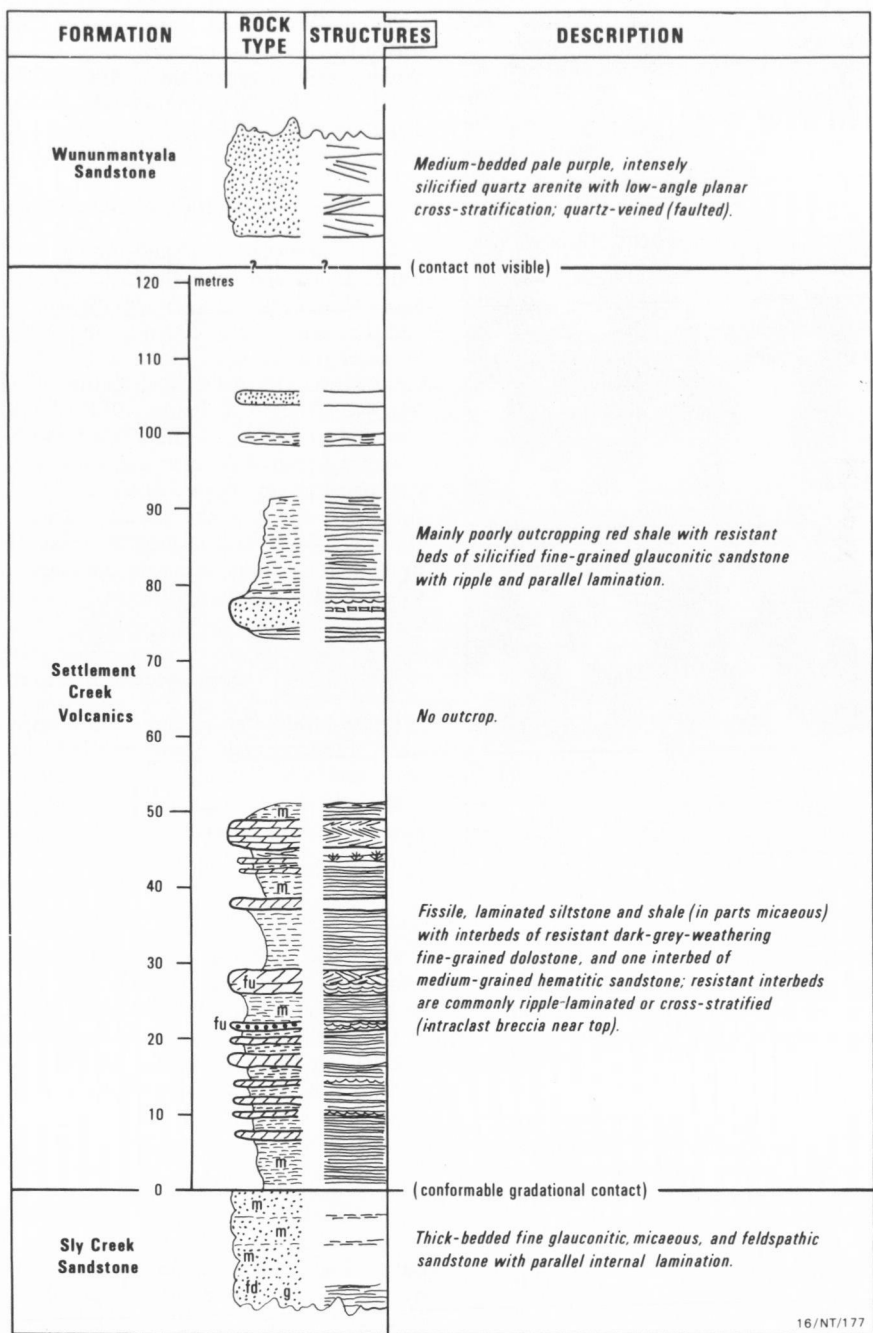 FORMATION
ROCK
TYPE
STRUCTURES
DESCRIPTION
Wununmantyala
Sandstone
Medium-bedded pale purple, intensely
silicified quartz arenite with low-angle planar
cross-stratification; quartz-veined (faulted).
? ? (contact not visible)
120 metres
110
100
90
Mainly poorly outcropping red shale with resistant
beds of silicified fine-grained glauconitic sandstone
with ripple and parallel lamination.
80
70
Settlement
Creek
Volcanics
No outcrop.
60
50
m
40
m
Fissile, laminated siltstone and shale (in parts micaeous)
with interbeds of resistant dark-grey-weathering
fine-grained dolostone, and one interbed of
medium-grained hematitic sandstone; resistant interbeds
are commonly ripple-laminated or cross-stratified
(intraclast breccia near top).
30
fu
m
fu
20
10
m
0
(conformable gradational contact)
m
m
Sly Creek
Sandstone
Thick-bedded fine glauconitic, micaeous, and feldspathic
sandstone with parallel internal lamination.
m
fd g
16/NT/177